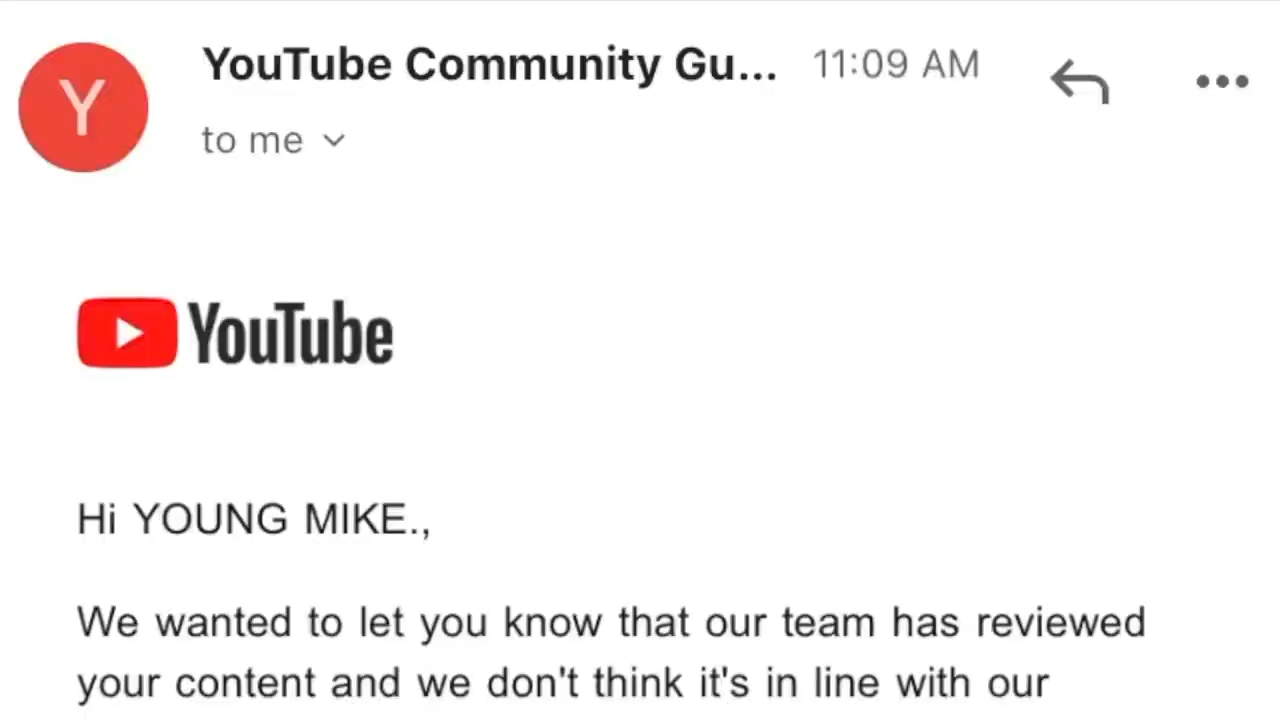 Y
YouTube Community Gu... 11:09 AM
to me
YouTube
Hi YOUNG MIKE.,
We wanted to let you know that our team has reviewed
your content and we don't think it's in line with our